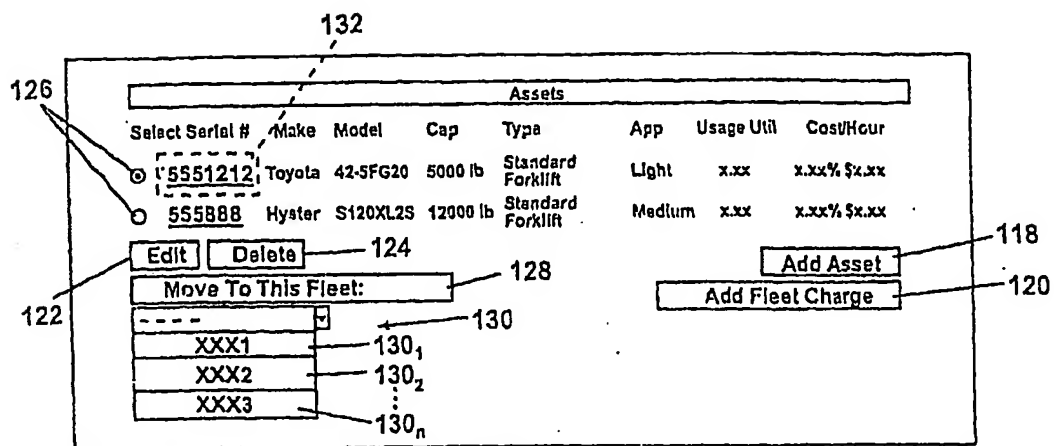 132
126
Assets
Select Serial # Make Model Cap Type App Usage Util Cost/Hour
5551212 Toyota 42-5FG20 5000 lb Standard Forklift Light x.xx x.xx% $x.xx
555888 Hyster S120XL2S 12000 lb Standard Forklift Medium x.xx x.xx% $x.xx
Edit Delete 124 118
Add Asset
122 Move To This Fleet: 128 Add Fleet Charge 120
- - - - 130
XXX1 130₁
XXX2 130₂
XXX3 130ₙ